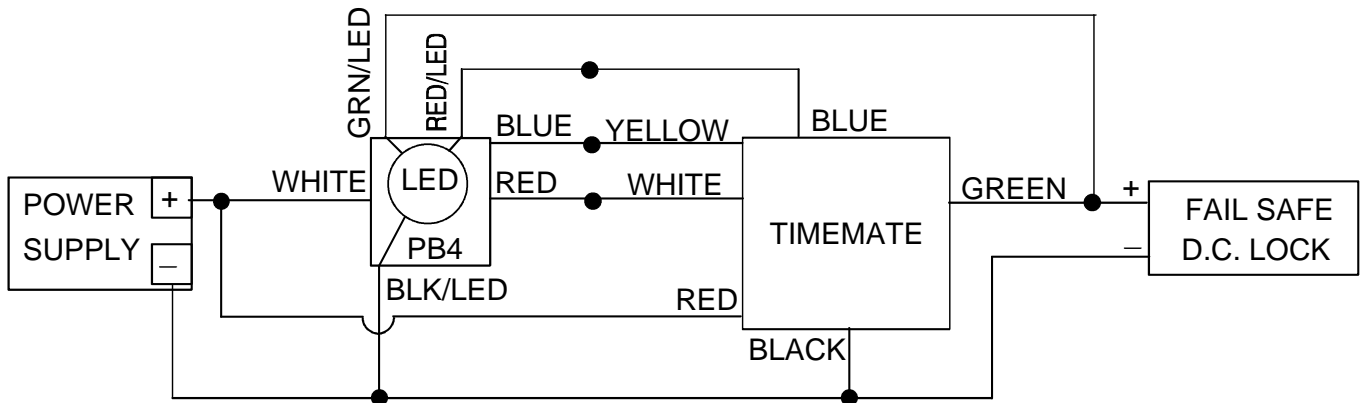 GRN/LED
RED/LED
BLUE
YELLOW
BLUE
POWER
SUPPLY
+
−
WHITE
LED
PB4
RED
WHITE
TIMEMATE
GREEN
+
−
FAIL SAFE
D.C. LOCK
BLK/LED
RED
BLACK